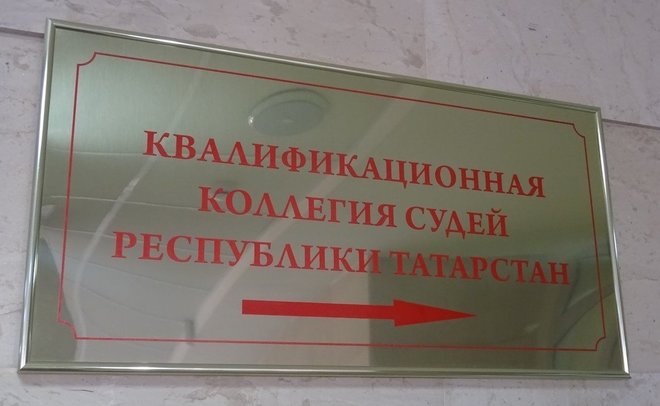 КВАЛИФИКАЦИОННАЯ
КОЛЛЕГИЯ СУДЕЙ
РЕСПУБЛИКИ ТАТАРСТАН